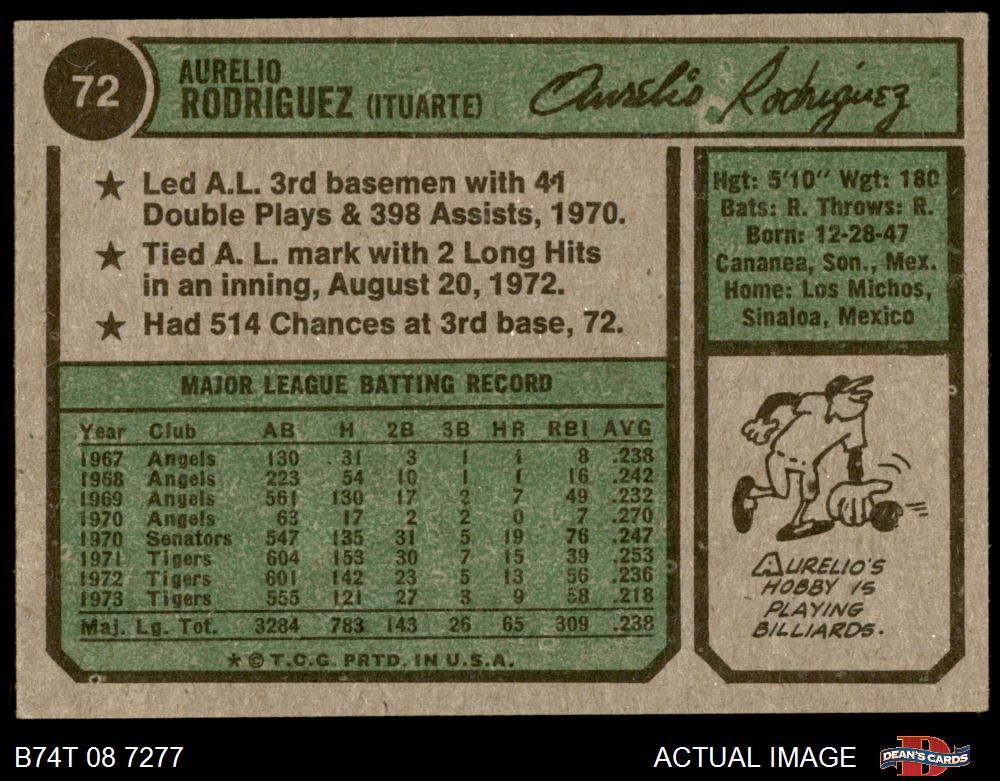 72
AURELIO
RODRIGUEZ (ITUARTE)
Aurelio Rodriguez
★ Led A.L. 3rd basemen with 41
Double Plays & 398 Assists, 1970.
★ Tied A. L. mark with 2 Long Hits
in an inning, August 20, 1972.
★ Had 514 Chances at 3rd base, 72.
Hgt: 5'10" Wgt: 180
Bats: R. Throws: R.
Born: 12-28-47
Cananea, Son., Mex.
Home: Los Michos,
Sinaloa, Mexico
MAJOR LEAGUE BATTING RECORD
Year Club AB H 2B 3B HR RBI AVG
1967 Angels 130 31 3 1 1 8 .238
1968 Angels 223 54 10 1 1 16 .242
1969 Angels 561 130 17 2 7 49 .232
1970 Angels 63 17 2 2 0 7 .270
1970 Senators 547 135 31 5 19 76 .247
1971 Tigers 604 153 30 7 15 39 .253
1972 Tigers 601 142 23 5 13 56 .236
1973 Tigers 555 121 27 3 9 58 .218
Maj. Lg. Tot. 3284 783 143 26 65 309 .238
★ © T.C.G. PRTD. IN U.S.A.
AURELIO'S
HOBBY IS
PLAYING
BILLIARDS.
B74T 08 7277
ACTUAL IMAGE
DEAN'S CARDS